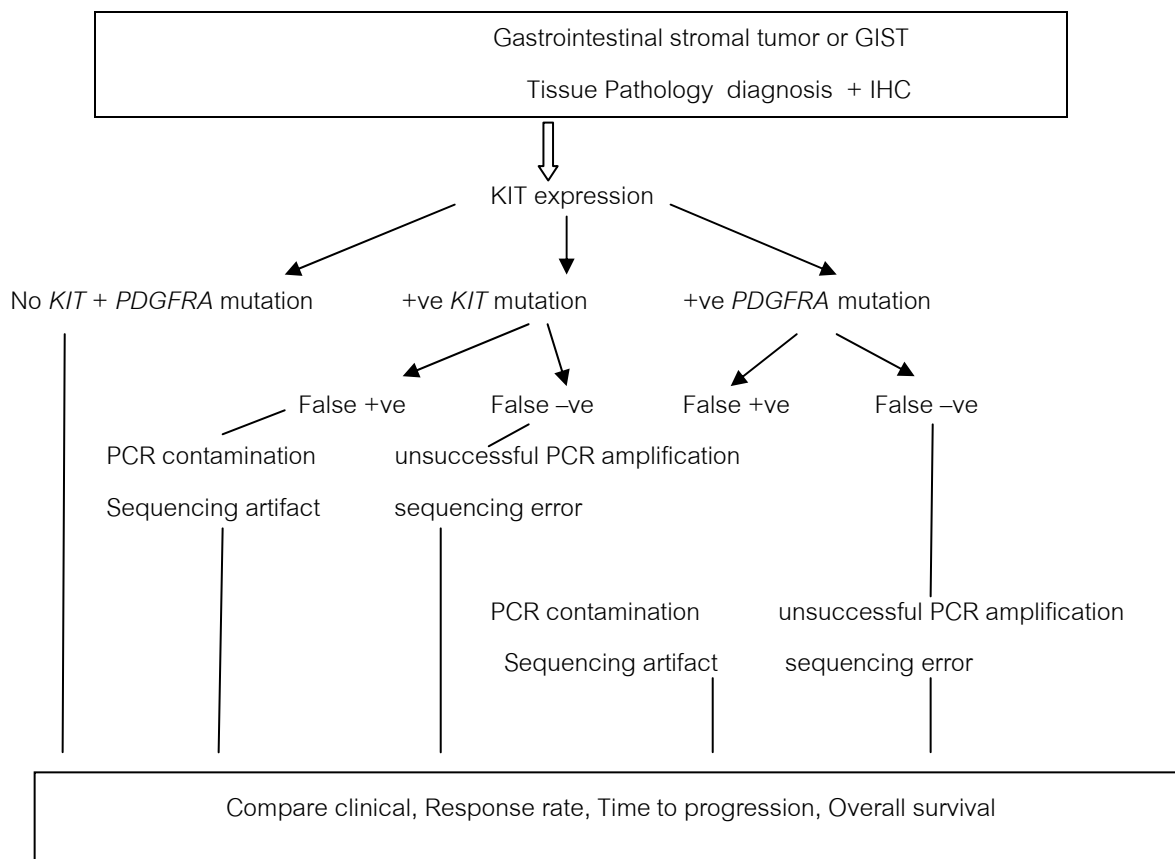 Gastrointestinal stromal tumor or GIST
Tissue Pathology diagnosis + IHC
KIT expression
No KIT + PDGFRA mutation
+ve KIT mutation
+ve PDGFRA mutation
False +ve
False –ve
False +ve
False –ve
PCR contamination
unsuccessful PCR amplification
Sequencing artifact
sequencing error
PCR contamination
unsuccessful PCR amplification
Sequencing artifact
sequencing error
Compare clinical, Response rate, Time to progression, Overall survival